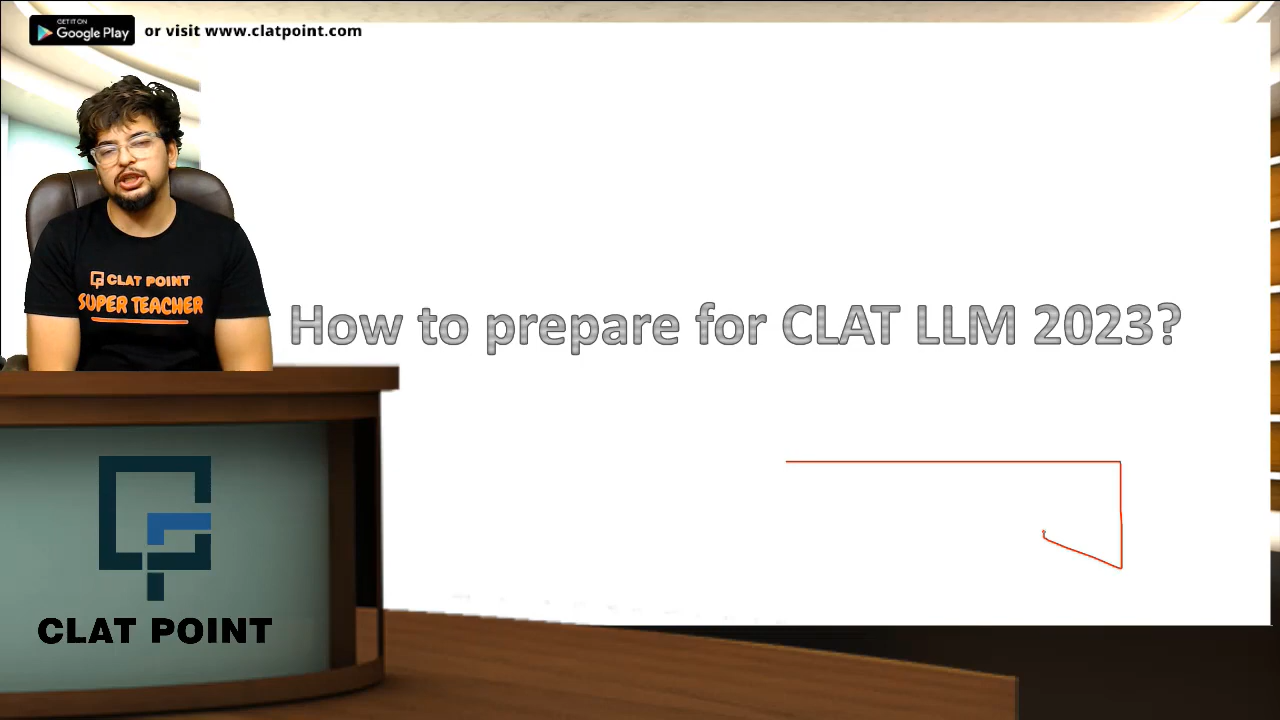 GET IT ON
Google Play
or visit www.clatpoint.com
CLAT POINT
SUPER TEACHER
How to prepare for CLAT LLM 2023?
CLAT POINT